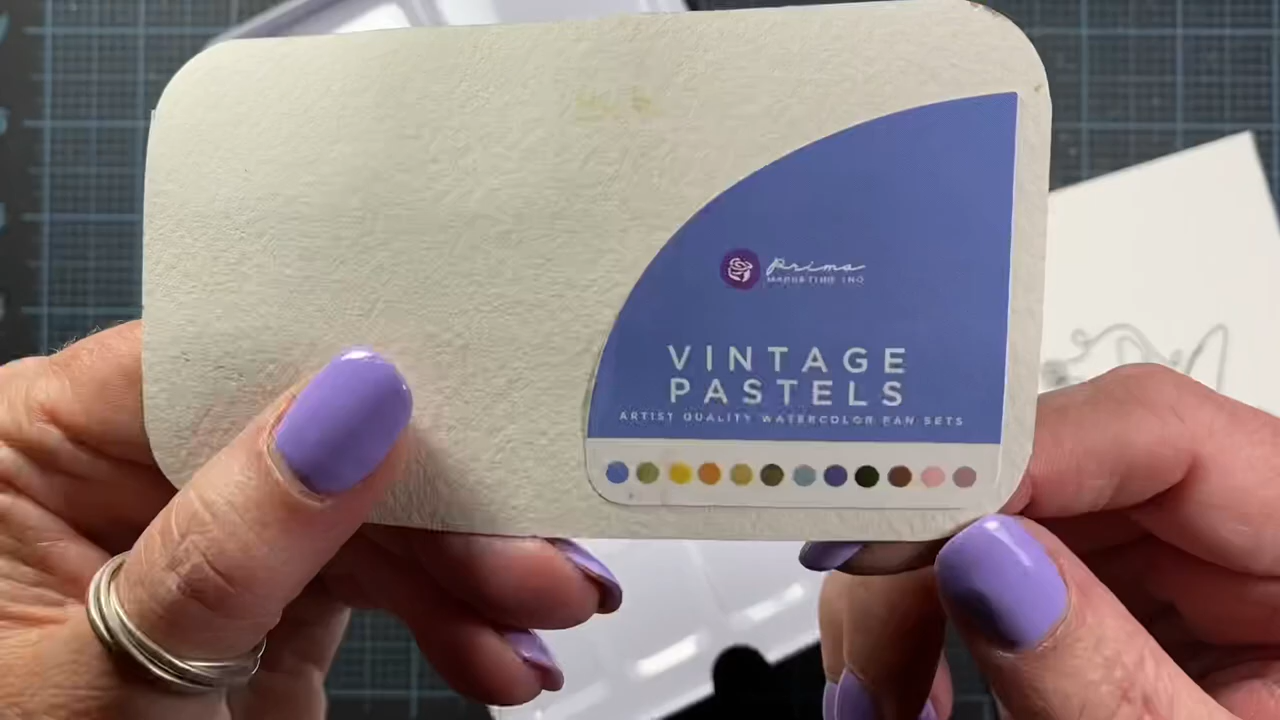 Prima
MARKETING INC
VINTAGE
PASTELS
ARTIST QUALITY WATERCOLOR PAN SETS